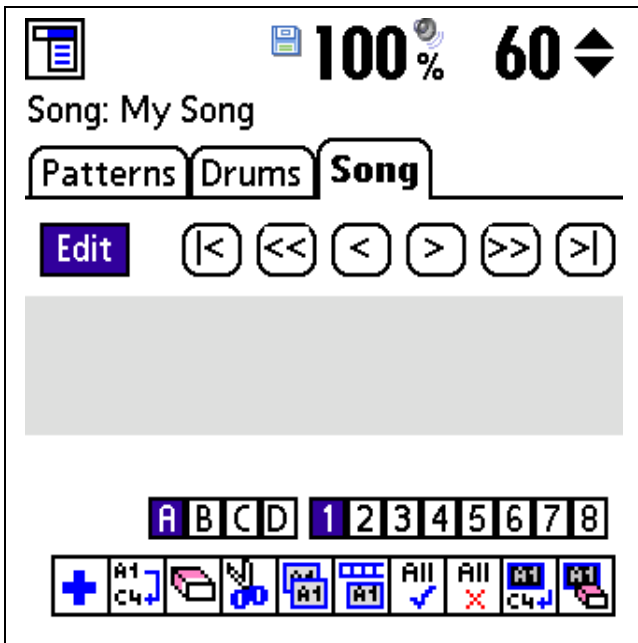 100% 60
Song: My Song
Patterns Drums Song
Edit |< << < > >> >|
A B C D 1 2 3 4 5 6 7 8
A1 C4 A1 A1 All All A1 C4 A1